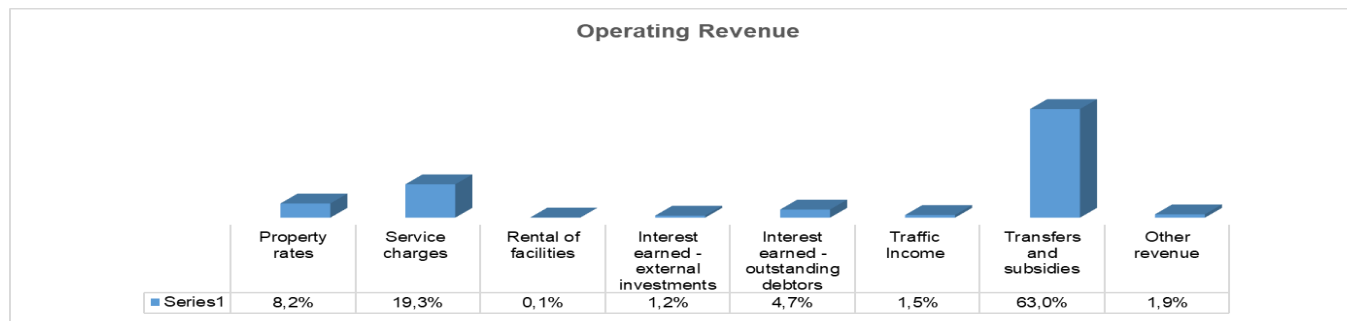 Operating Revenue
Property rates
Service charges
Rental of facilities
Interest earned - external investments
Interest earned - outstanding debtors
Traffic Income
Transfers and subsidies
Other revenue
Series1 8,2% 19,3% 0,1% 1,2% 4,7% 1,5% 63,0% 1,9%